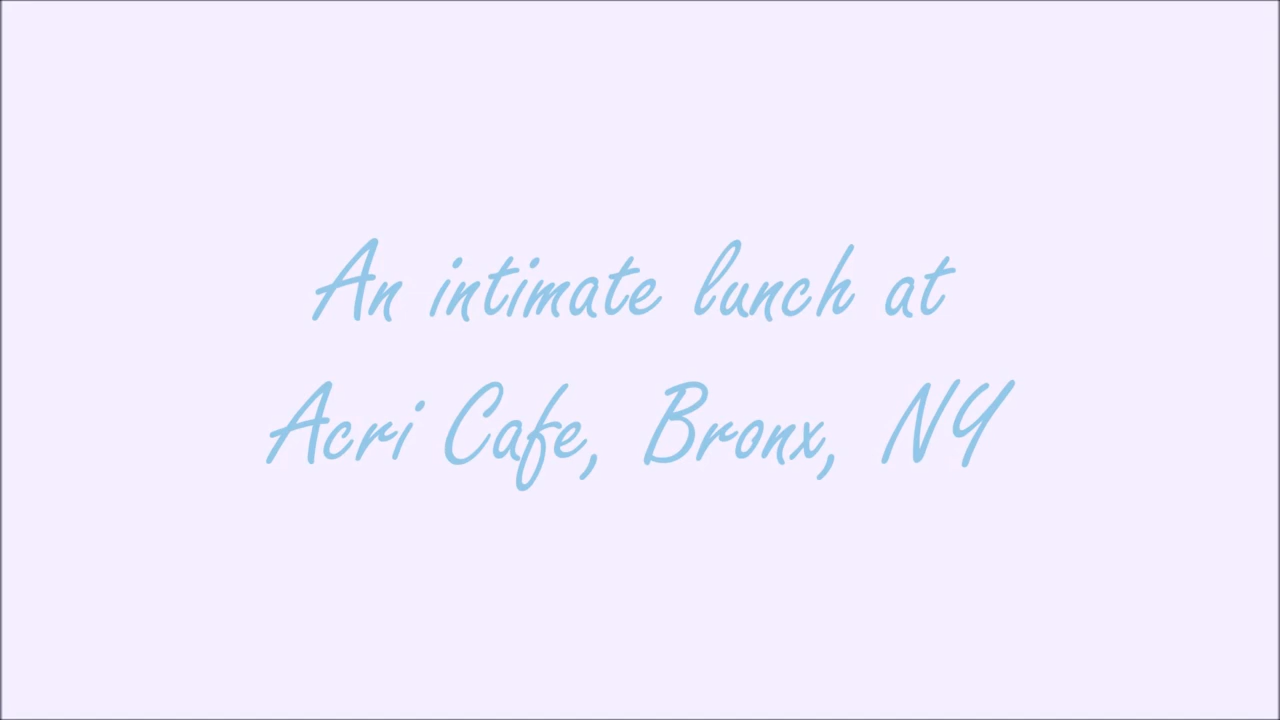 An intimate lunch at
Acri Cafe, Bronx, NY